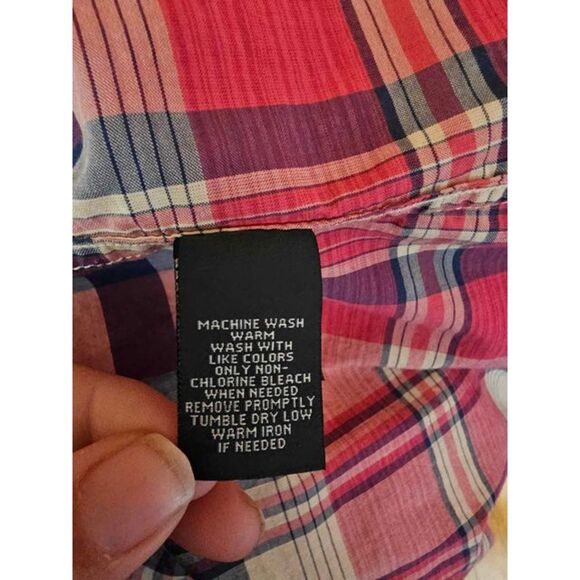 MACHINE WASH
WARM
WASH WITH
LIKE COLORS
ONLY NON-
CHLORINE BLEACH
WHEN NEEDED
REMOVE PROMPTLY
TUMBLE DRY LOW
WARM IRON
IF NEEDED